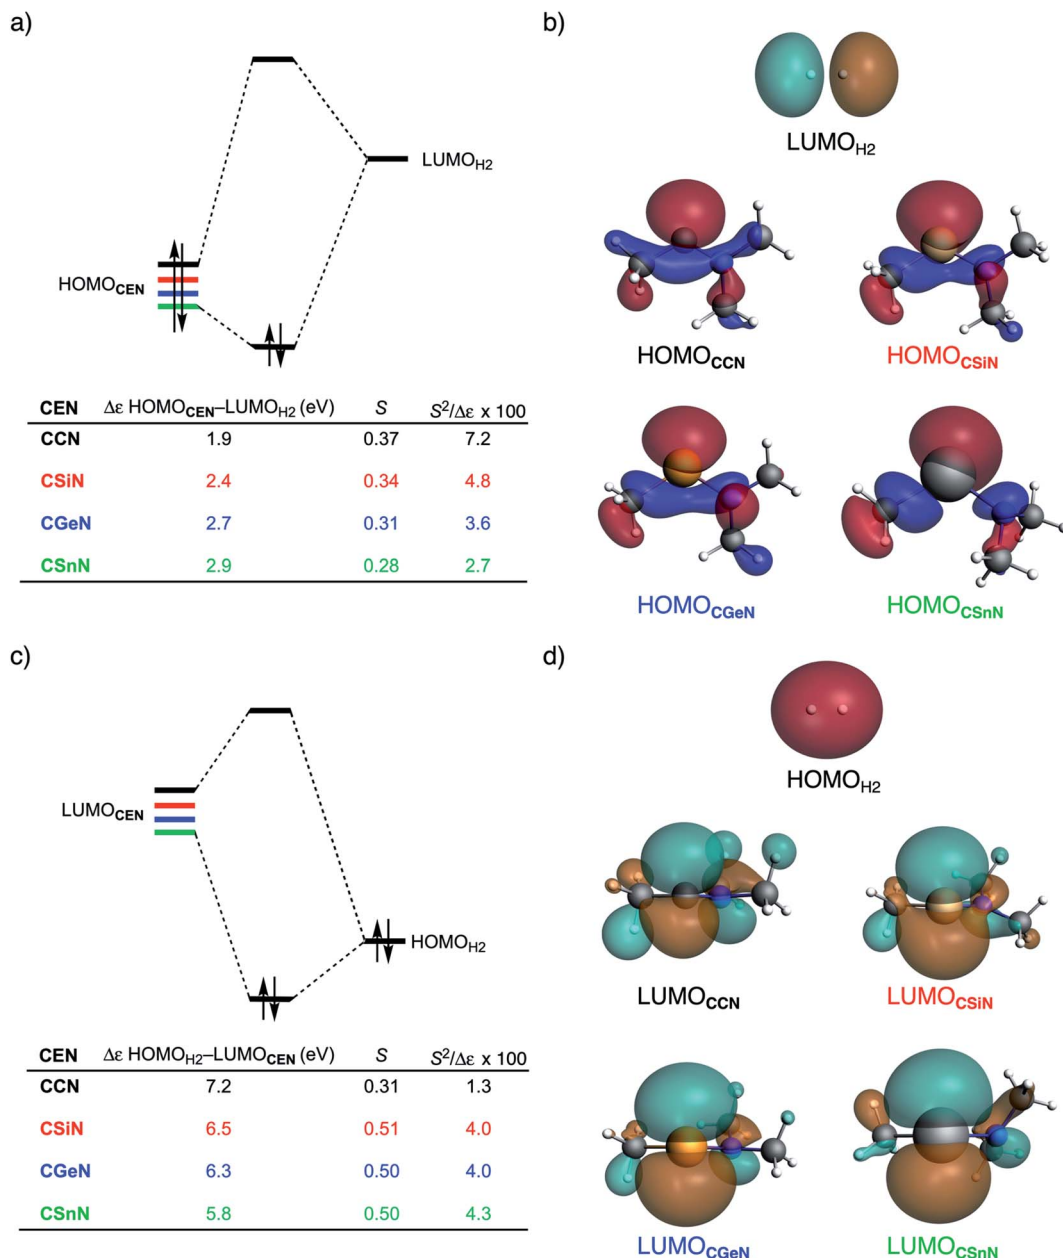 a)
LUMO_H2
HOMO_CEN
CEN Δε HOMO_CEN–LUMO_H2 (eV) S S²/Δε x 100
CCN 1.9 0.37 7.2
CSiN 2.4 0.34 4.8
CGeN 2.7 0.31 3.6
CSnN 2.9 0.28 2.7
b)
LUMO_H2
HOMO_CCN
HOMO_CSiN
HOMO_CGeN
HOMO_CSnN
c)
LUMO_CEN
HOMO_H2
CEN Δε HOMO_H2–LUMO_CEN (eV) S S²/Δε x 100
CCN 7.2 0.31 1.3
CSiN 6.5 0.51 4.0
CGeN 6.3 0.50 4.0
CSnN 5.8 0.50 4.3
d)
HOMO_H2
LUMO_CCN
LUMO_CSiN
LUMO_CGeN
LUMO_CSnN